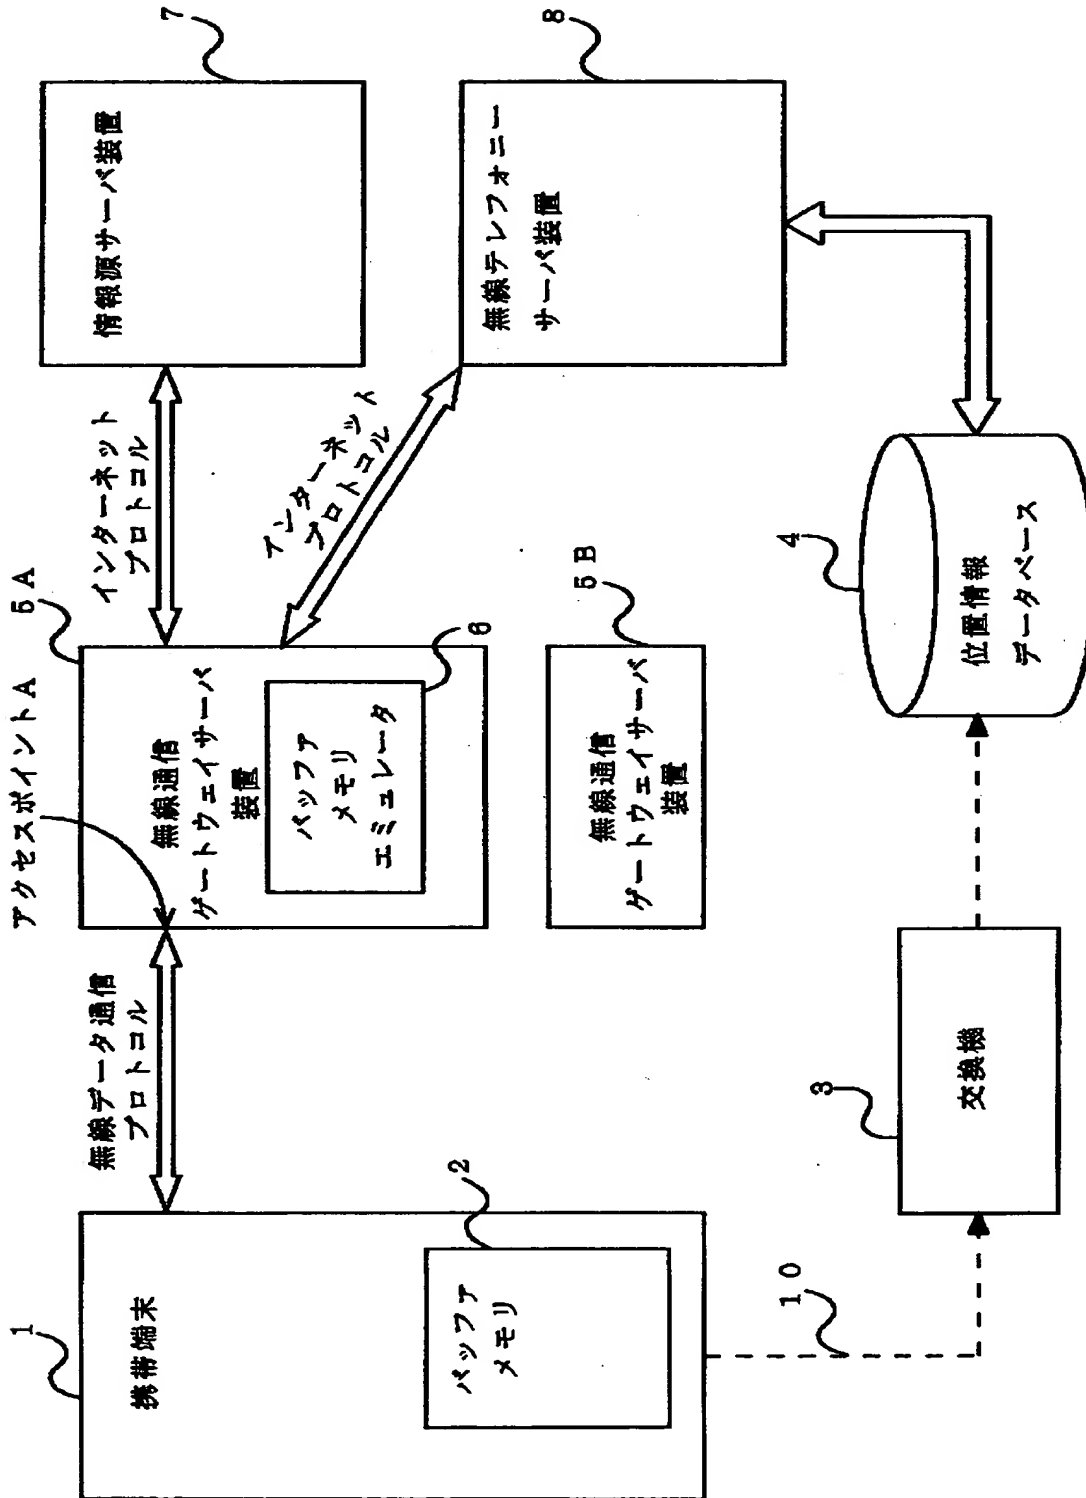 1
携帯端末
2
バッファ
メモリ
無線データ通信
プロトコル
アクセスポイントA
5A
無線通信
ゲートウェイサーバ
装置
6
バッファ
メモリ
エミュレータ
インターネット
プロトコル
7
情報源サーバ装置
インターネット
プロトコル
8
無線テレフォニー
サーバ装置
5B
無線通信
ゲートウェイサーバ
装置
10
3
交換機
4
位置情報
データベース